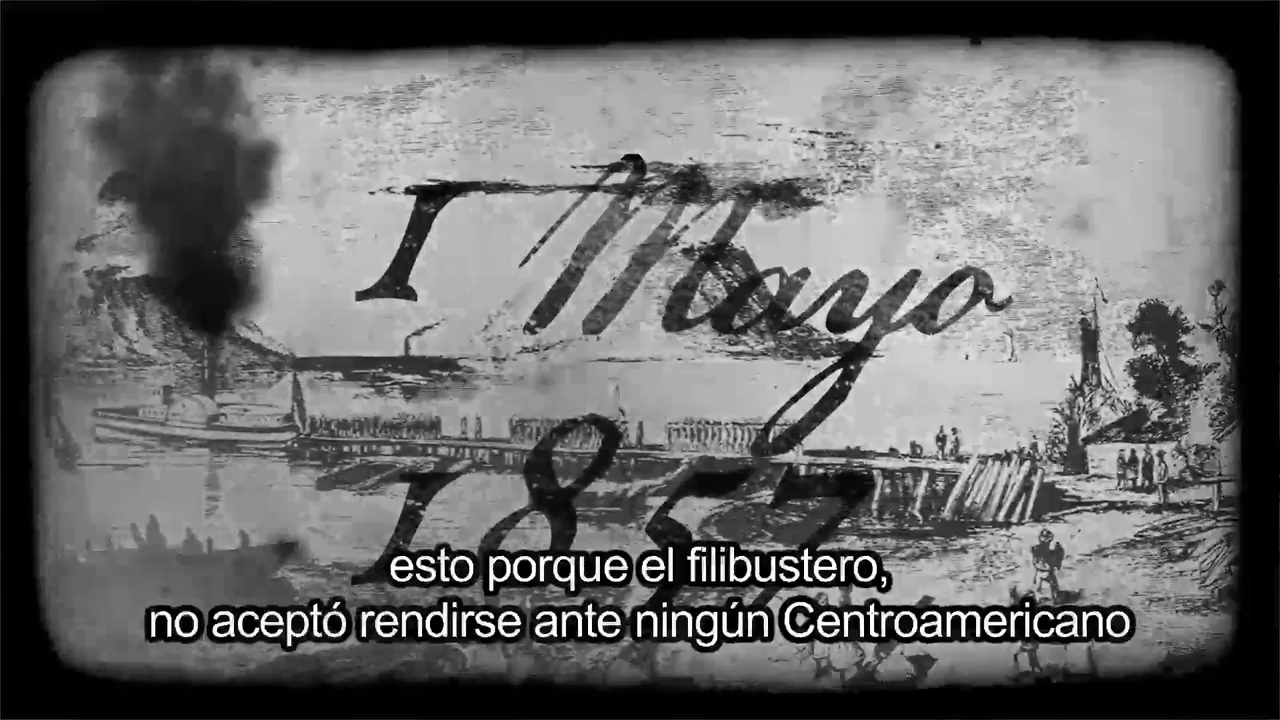 1 Mayo
1857
esto porque el filibustero,
no aceptó rendirse ante ningún Centroamericano